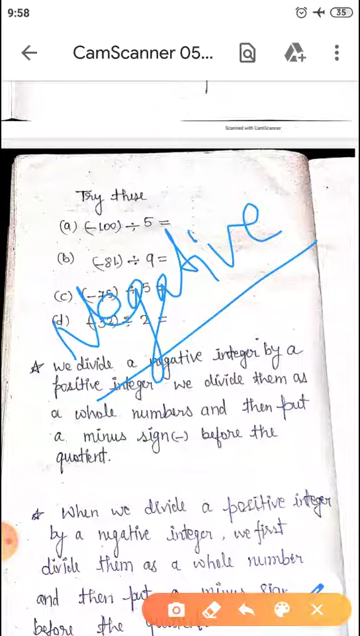 9:58
35
CamScanner 05...
Scanned with CamScanner
Try these
(a) (-100) ÷ 5 =
(b) (-81) ÷ 9 =
(c) (-75) ÷ 5 =
(d) (-32) ÷ 2 =
Negative
☆ we divide a negative integer by a
positive integer we divide them as
a whole numbers and then put
a minus sign (-) before the
quotient.
☆ When we divide a positive integer
by a negative integer, we first
divide them as a whole number
and then put a minus sign
before the quotient.